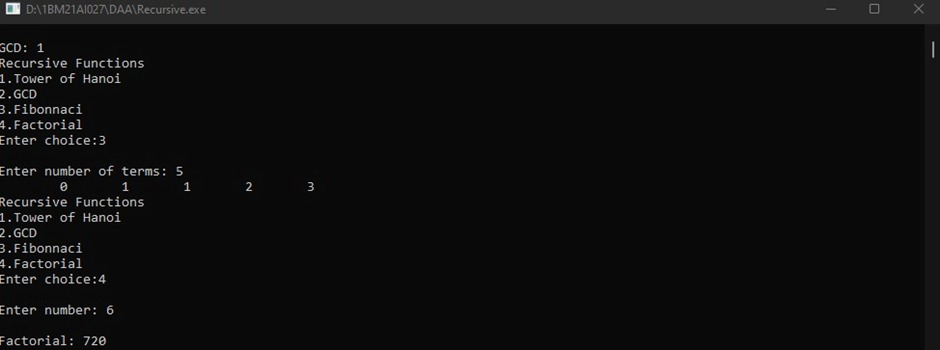 D:\1BM21AI027\DAA\Recursive.exe
GCD: 1
Recursive Functions
1.Tower of Hanoi
2.GCD
3.Fibonnaci
4.Factorial
Enter choice:3
Enter number of terms: 5
0 1 1 2 3
Recursive Functions
1.Tower of Hanoi
2.GCD
3.Fibonnaci
4.Factorial
Enter choice:4
Enter number: 6
Factorial: 720